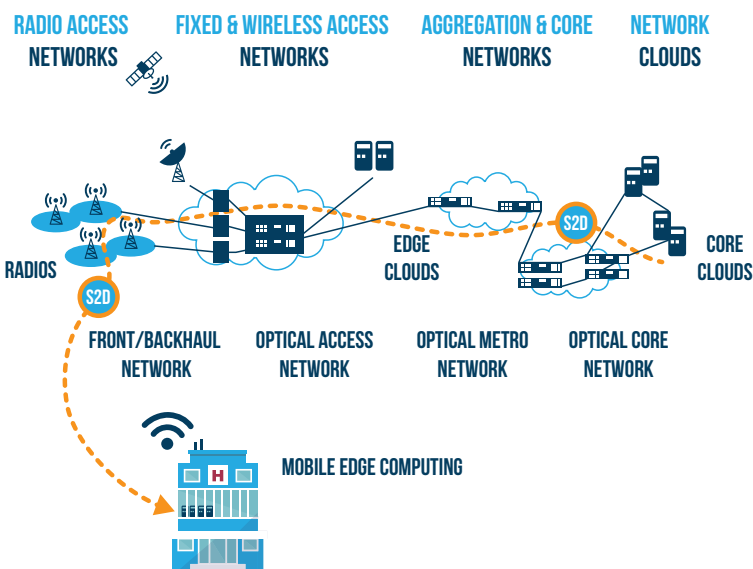 RADIO ACCESS
NETWORKS
FIXED & WIRELESS ACCESS
NETWORKS
AGGREGATION & CORE
NETWORKS
NETWORK
CLOUDS
S2D
EDGE
CLOUDS
CORE
CLOUDS
RADIOS
S2D
FRONT/BACKHAUL
NETWORK
OPTICAL ACCESS
NETWORK
OPTICAL METRO
NETWORK
OPTICAL CORE
NETWORK
MOBILE EDGE COMPUTING
H